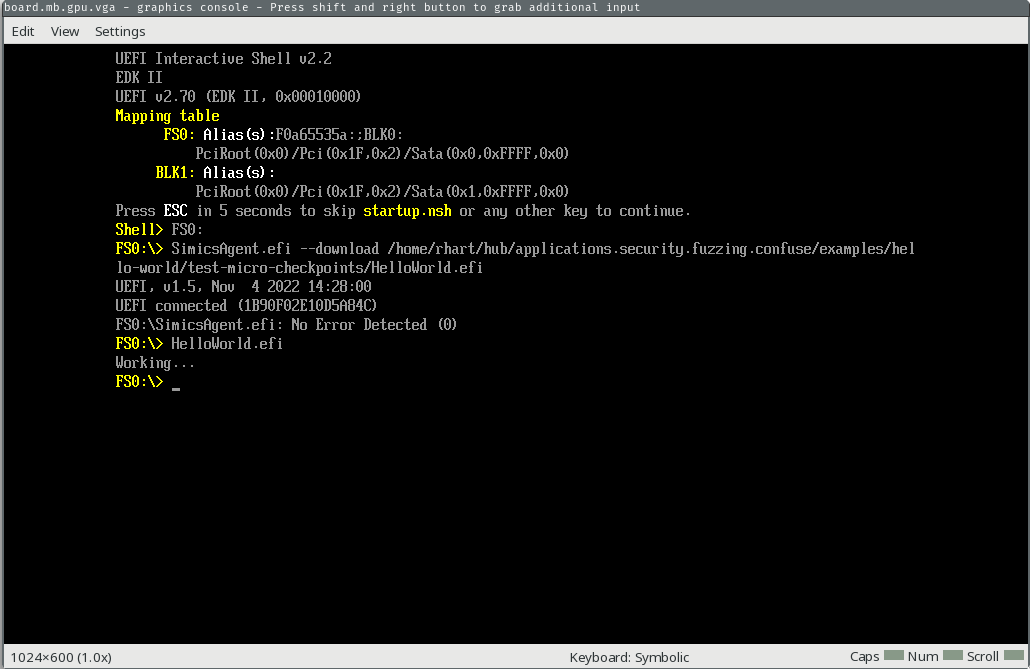 board.mb.gpu.vga - graphics console - Press shift and right button to grab additional input
Edit View Settings
UEFI Interactive Shell v2.2
EDK II
UEFI v2.70 (EDK II, 0x00010000)
Mapping table
FS0: Alias(s):F0a65535a:;BLK0:
PciRoot(0x0)/Pci(0x1F,0x2)/Sata(0x0,0xFFFF,0x0)
BLK1: Alias(s):
PciRoot(0x0)/Pci(0x1F,0x2)/Sata(0x1,0xFFFF,0x0)
Press ESC in 5 seconds to skip startup.nsh or any other key to continue.
Shell> FS0:
FS0:\> SimicsAgent.efi --download /home/rhart/hub/applications.security.fuzzing.confuse/examples/hel
lo-world/test-micro-checkpoints/HelloWorld.efi
UEFI, v1.5, Nov  4 2022 14:28:00
UEFI connected (1B90F02E10D5A84C)
FS0:\SimicsAgent.efi: No Error Detected (0)
FS0:\> HelloWorld.efi
Working...
FS0:\> _
1024×600 (1.0x) Keyboard: Symbolic Caps Num Scroll